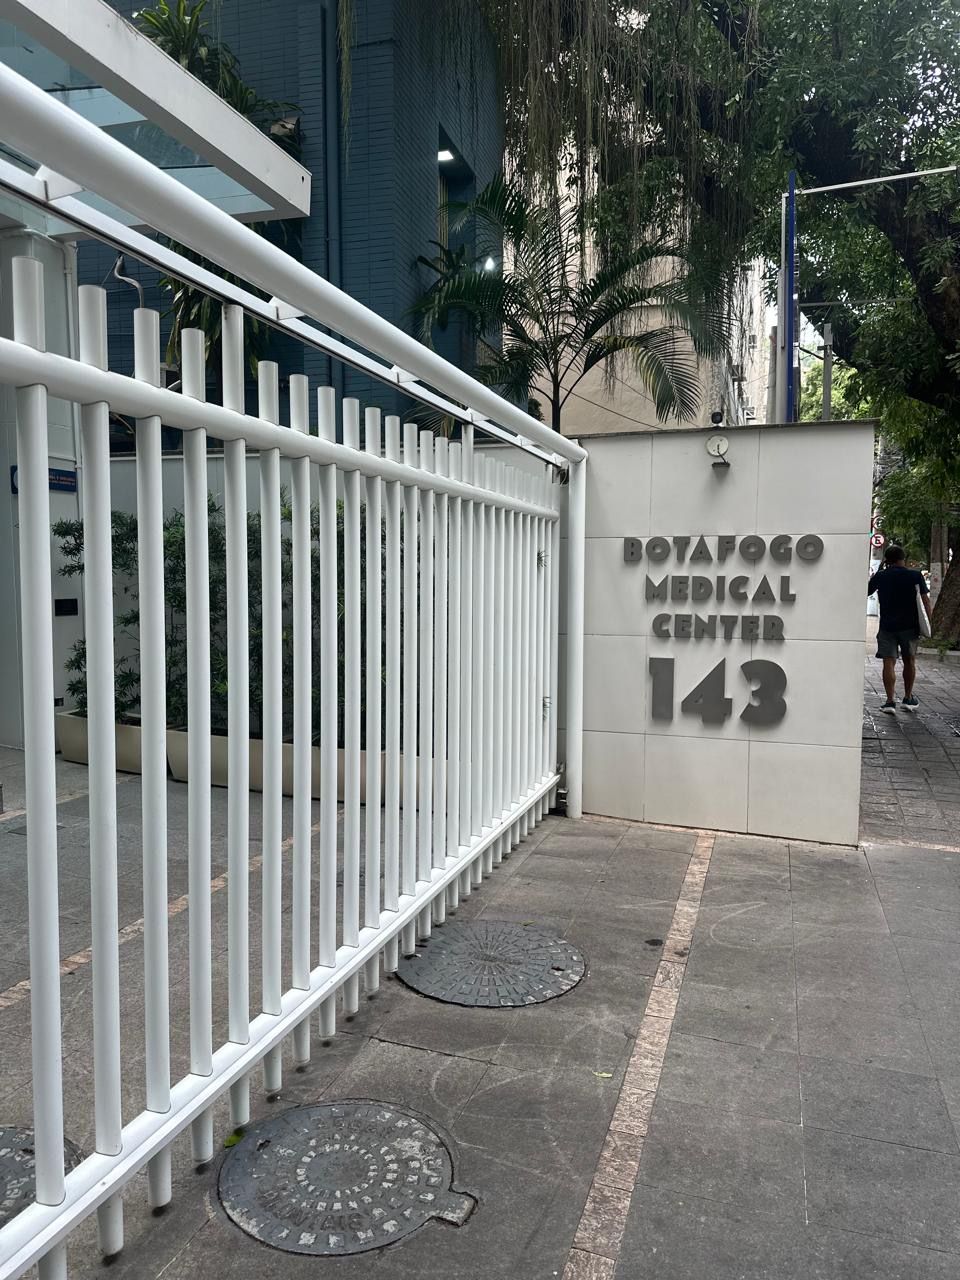 BOTAFOGO
MEDICAL
CENTER
143